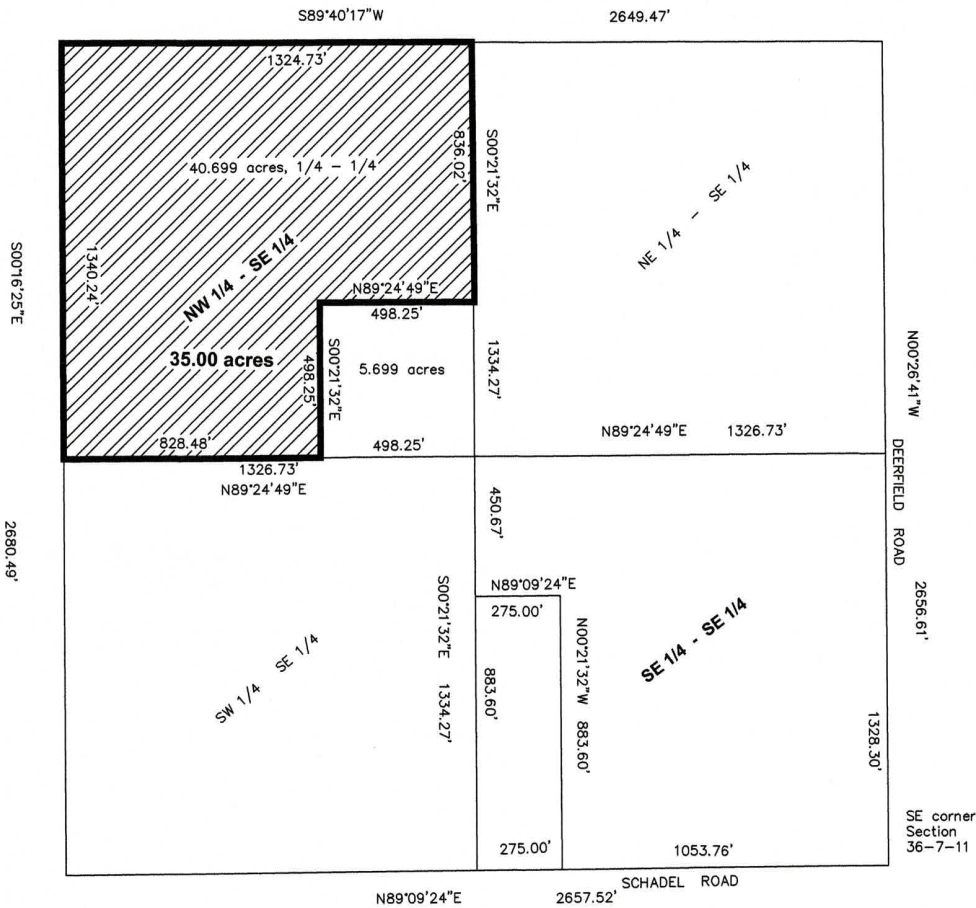 S89°40'17"W 2649.47'
1324.73'
836.02'
S00°21'32"E
40.699 acres, 1/4 - 1/4
NE 1/4 - SE 1/4
S00°16'25"E
1340.24'
NW 1/4 - SE 1/4
N89°24'49"E
498.25'
35.00 acres
498.25'
S00°21'32"E
5.699 acres
1334.27'
N00°26'41"W
828.48'
498.25'
N89°24'49"E 1326.73'
1326.73'
N89°24'49"E
DEERFIELD ROAD
2680.49'
450.67'
N89°09'24"E
275.00'
S00°21'32"E 1334.27'
883.60'
N00°21'32"W 883.60'
SE 1/4 - SE 1/4
2656.61'
SW 1/4 SE 1/4
1328.30'
SE corner
Section
36-7-11
275.00'
1053.76'
SCHADEL ROAD
N89°09'24"E 2657.52'